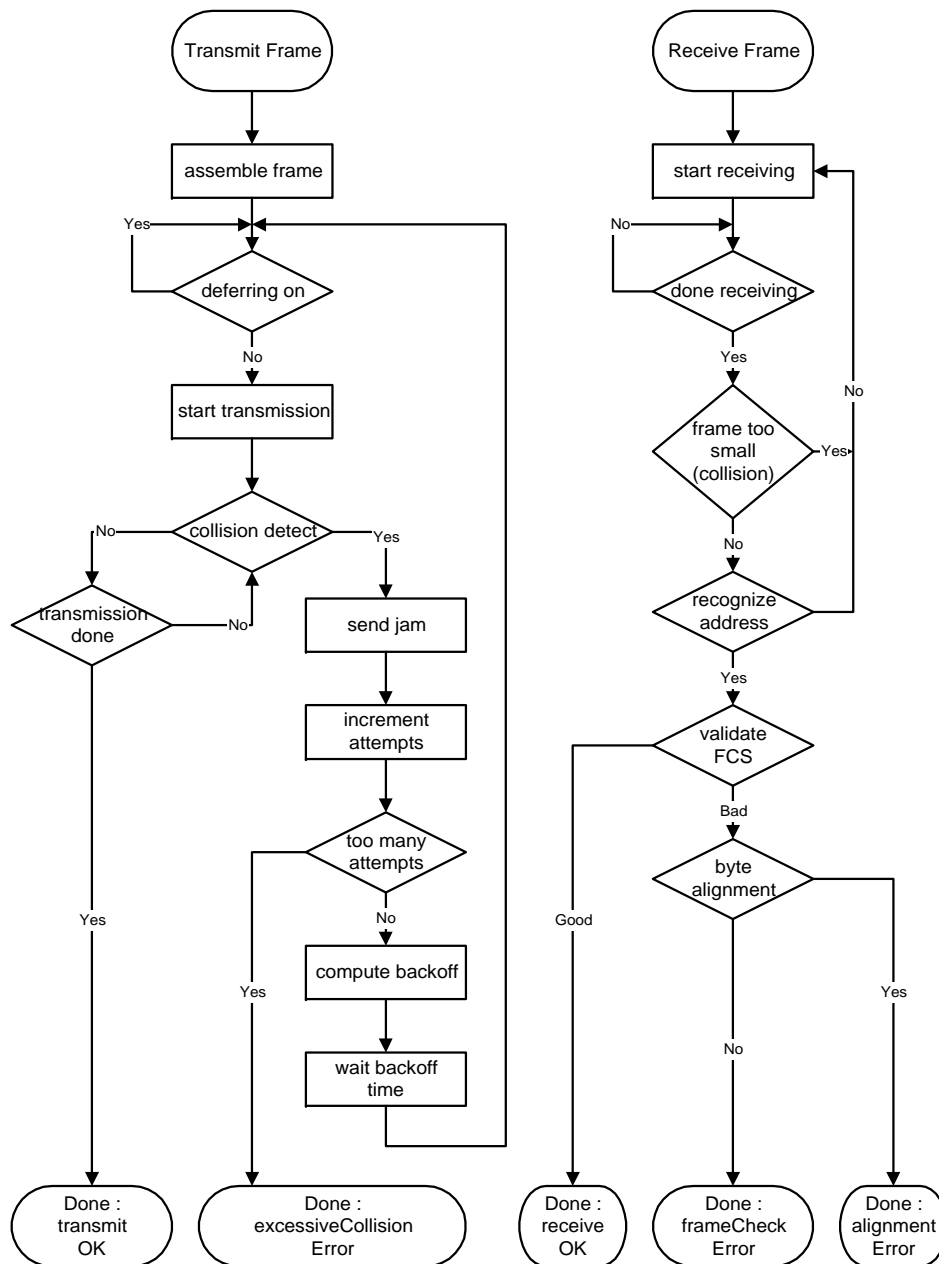 Transmit Frame
assemble frame
Yes
deferring on
No
start transmission
collision detect
No
Yes
transmission
done
No
send jam
increment
attempts
too many
attempts
No
Yes
Yes
compute backoff
wait backoff
time
Done :
transmit
OK
Done :
excessiveCollision
Error
Receive Frame
start receiving
No
done receiving
Yes
No
frame too
small
(collision)
Yes
No
recognize
address
Yes
validate
FCS
Bad
byte
alignment
Good
Yes
No
Done :
receive
OK
Done :
frameCheck
Error
Done :
alignment
Error